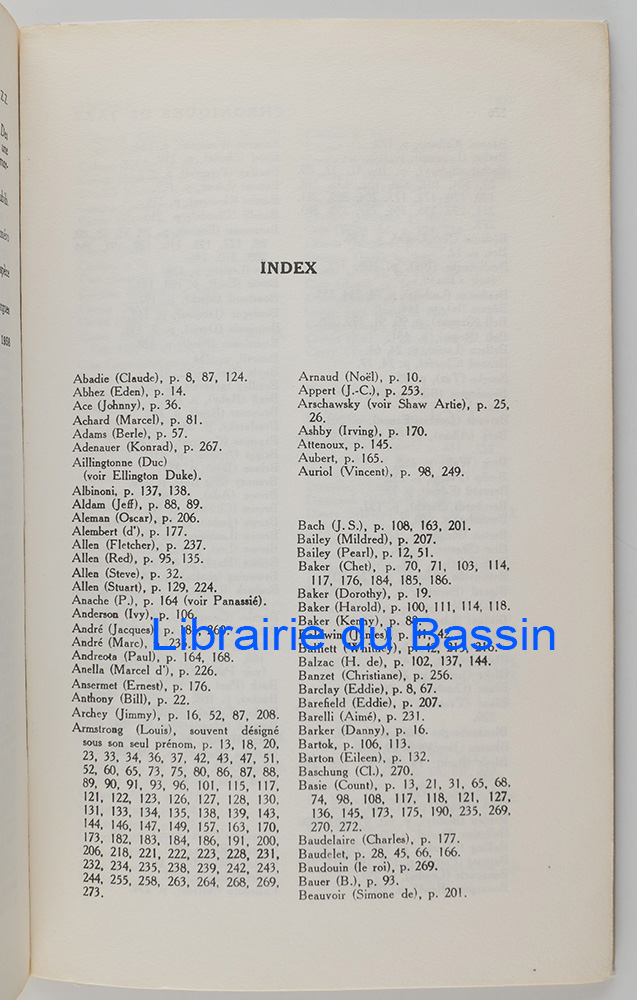 INDEX
Abadie (Claude), p. 8, 87, 124.
Abhez (Eden), p. 14.
Ace (Johnny), p. 36.
Achard (Marcel), p. 81.
Adams (Berle), p. 57.
Adenauer (Konrad), p. 267.
Aillingtonne (Duc)
(voir Ellington Duke).
Albinoni, p. 137, 138.
Aldam (Jeff), p. 88, 89.
Aleman (Oscar), p. 206.
Alembert (d'), p. 177.
Allen (Fletcher), p. 237.
Allen (Red), p. 95, 135.
Allen (Steve), p. 32.
Allen (Stuart), p. 129, 224.
Anache (P.), p. 164 (voir Panassié).
Anderson (Ivy), p. 106.
André (Jacques), p.
André (Marc),
Andreota (Paul), p. 164, 168.
Anella (Marcel d'), p. 226.
Ansermet (Ernest), p. 176.
Anthony (Bill), p. 22.
Archey (Jimmy), p. 16, 52, 87, 208.
Armstrong (Louis), souvent désigné
sous son seul prénom, p. 13, 18, 20,
23, 33, 34, 36, 37, 42, 43, 47, 51,
52, 60, 65, 73, 75, 80, 86, 87, 88,
89, 90, 91, 93, 96, 101, 115, 117,
121, 122, 123, 126, 127, 128, 130,
131, 133, 134, 135, 138, 139, 143,
144, 146, 147, 149, 157, 163, 170,
173, 182, 183, 184, 186, 191, 200,
206, 218, 221, 222, 223, 228, 231,
232, 234, 235, 238, 239, 242, 243,
244, 255, 258, 263, 264, 268, 269,
273.
Arnaud (Noël), p. 10.
Appert (J.-C.), p. 253.
Arschawsky (voir Shaw Artie), p. 25,
26.
Ashby (Irving), p. 170.
Attenoux, p. 145.
Aubert, p. 165.
Auriol (Vincent), p. 98, 249.
Bach (J. S.), p. 108, 163, 201.
Bailey (Mildred), p. 207.
Bailey (Pearl), p. 12, 51.
Baker (Chet), p. 70, 71, 103, 114,
117, 176, 184, 185, 186.
Baker (Dorothy), p. 19.
Baker (Harold), p. 100, 111, 114, 118.
Baker (Kenny), p.
Baldwin (James), p.
Balzac (H. de), p. 102, 137, 144.
Banzet (Christiane), p. 256.
Barclay (Eddie), p. 8, 67.
Barefield (Eddie), p. 207.
Barelli (Aimé), p. 231.
Barker (Danny), p. 16.
Bartok, p. 106, 113.
Barton (Eileen), p. 132.
Baschung (Cl.), 270.
Basie (Count), p. 13, 21, 31, 65, 68,
74, 98, 108, 117, 118, 121, 127,
136, 145, 173, 175, 190, 235, 269,
270, 272.
Baudelaire (Charles), p. 177.
Baudelet, p. 28, 45, 66, 166.
Baudouin (le roi), p. 269.
Bauer (B.), p. 93.
Beauvoir (Simone de), p. 201.
Librairie du Bassin